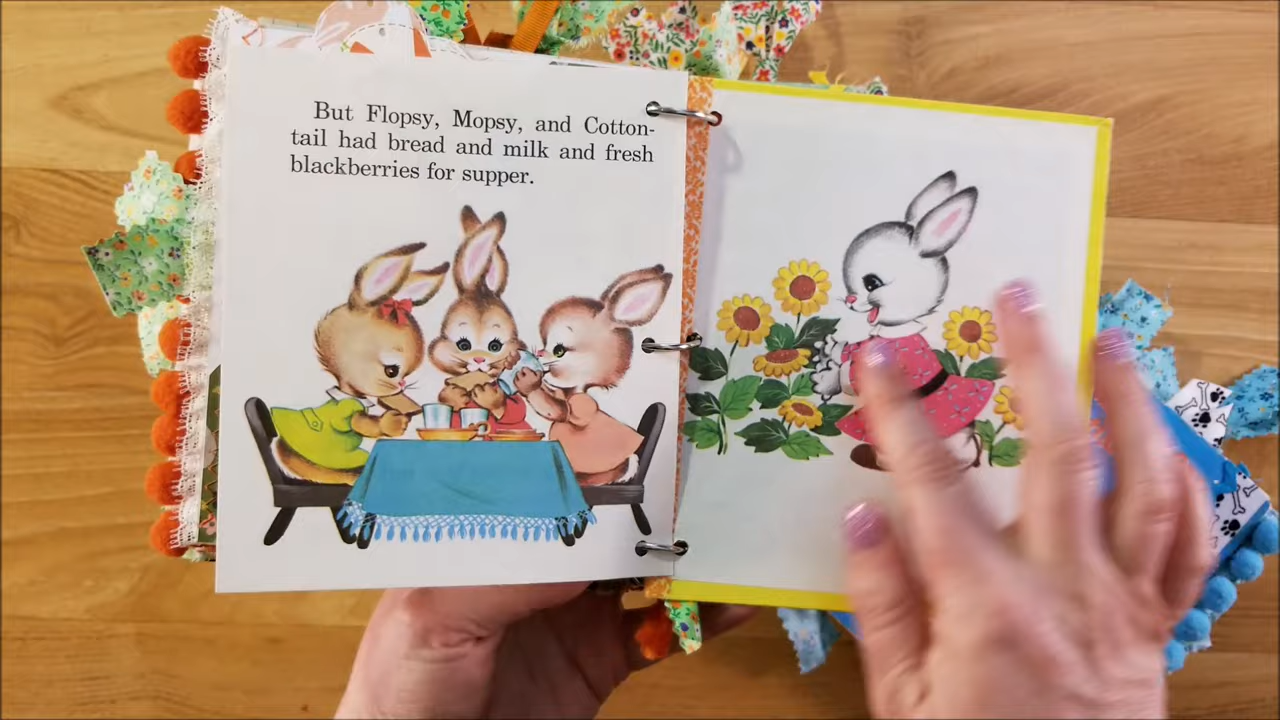 But Flopsy, Mopsy, and Cotton-
tail had bread and milk and fresh
blackberries for supper.